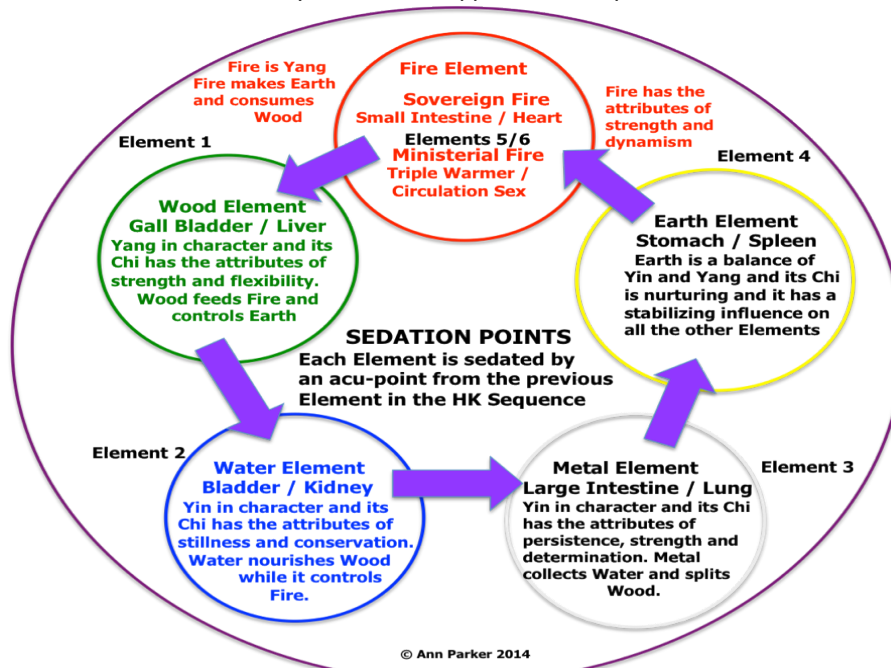 Fire is Yang
Fire makes Earth
and consumes
Wood
Fire Element
Sovereign Fire
Small Intestine / Heart
Elements 5/6
Ministerial Fire
Triple Warmer /
Circulation Sex
Fire has the
attributes of
strength and
dynamism
Element 1
Wood Element
Gall Bladder / Liver
Yang in character and its
Chi has the attributes of
strength and flexibility.
Wood feeds Fire and
controls Earth
Element 4
Earth Element
Stomach / Spleen
Earth is a balance of
Yin and Yang and its Chi
is nurturing and it has a
stabilizing influence on
all the other Elements
SEDATION POINTS
Each Element is sedated by
an acu-point from the previous
Element in the HK Sequence
Element 2
Water Element
Bladder / Kidney
Yin in character and its
Chi has the attributes of
stillness and conservation.
Water nourishes Wood
while it controls
Fire.
Metal Element
Large Intestine / Lung
Yin in character and its Chi
has the attributes of
persistence, strength and
determination. Metal
collects Water and splits
Wood.
Element 3
© Ann Parker 2014